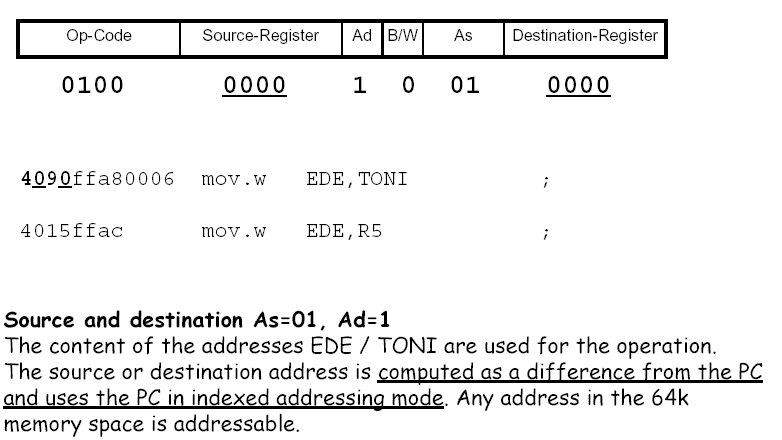 Op-Code Source-Register Ad B/W As Destination-Register
0100 0000 1 0 01 0000
4090ffa80006 mov.w EDE,TONI ;
4015ffac mov.w EDE,R5 ;
Source and destination As=01, Ad=1
The content of the addresses EDE / TONI are used for the operation.
The source or destination address is computed as a difference from the PC
and uses the PC in indexed addressing mode. Any address in the 64k
memory space is addressable.